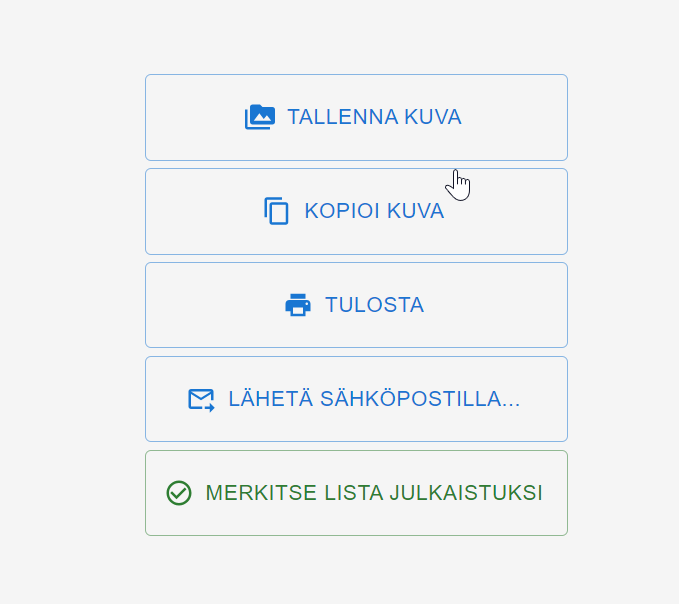 TALLENNA KUVA
KOPIOI KUVA
TULOSTA
LÄHETÄ SÄHKÖPOSTILLA...
MERKITSE LISTA JULKAISTUKSI